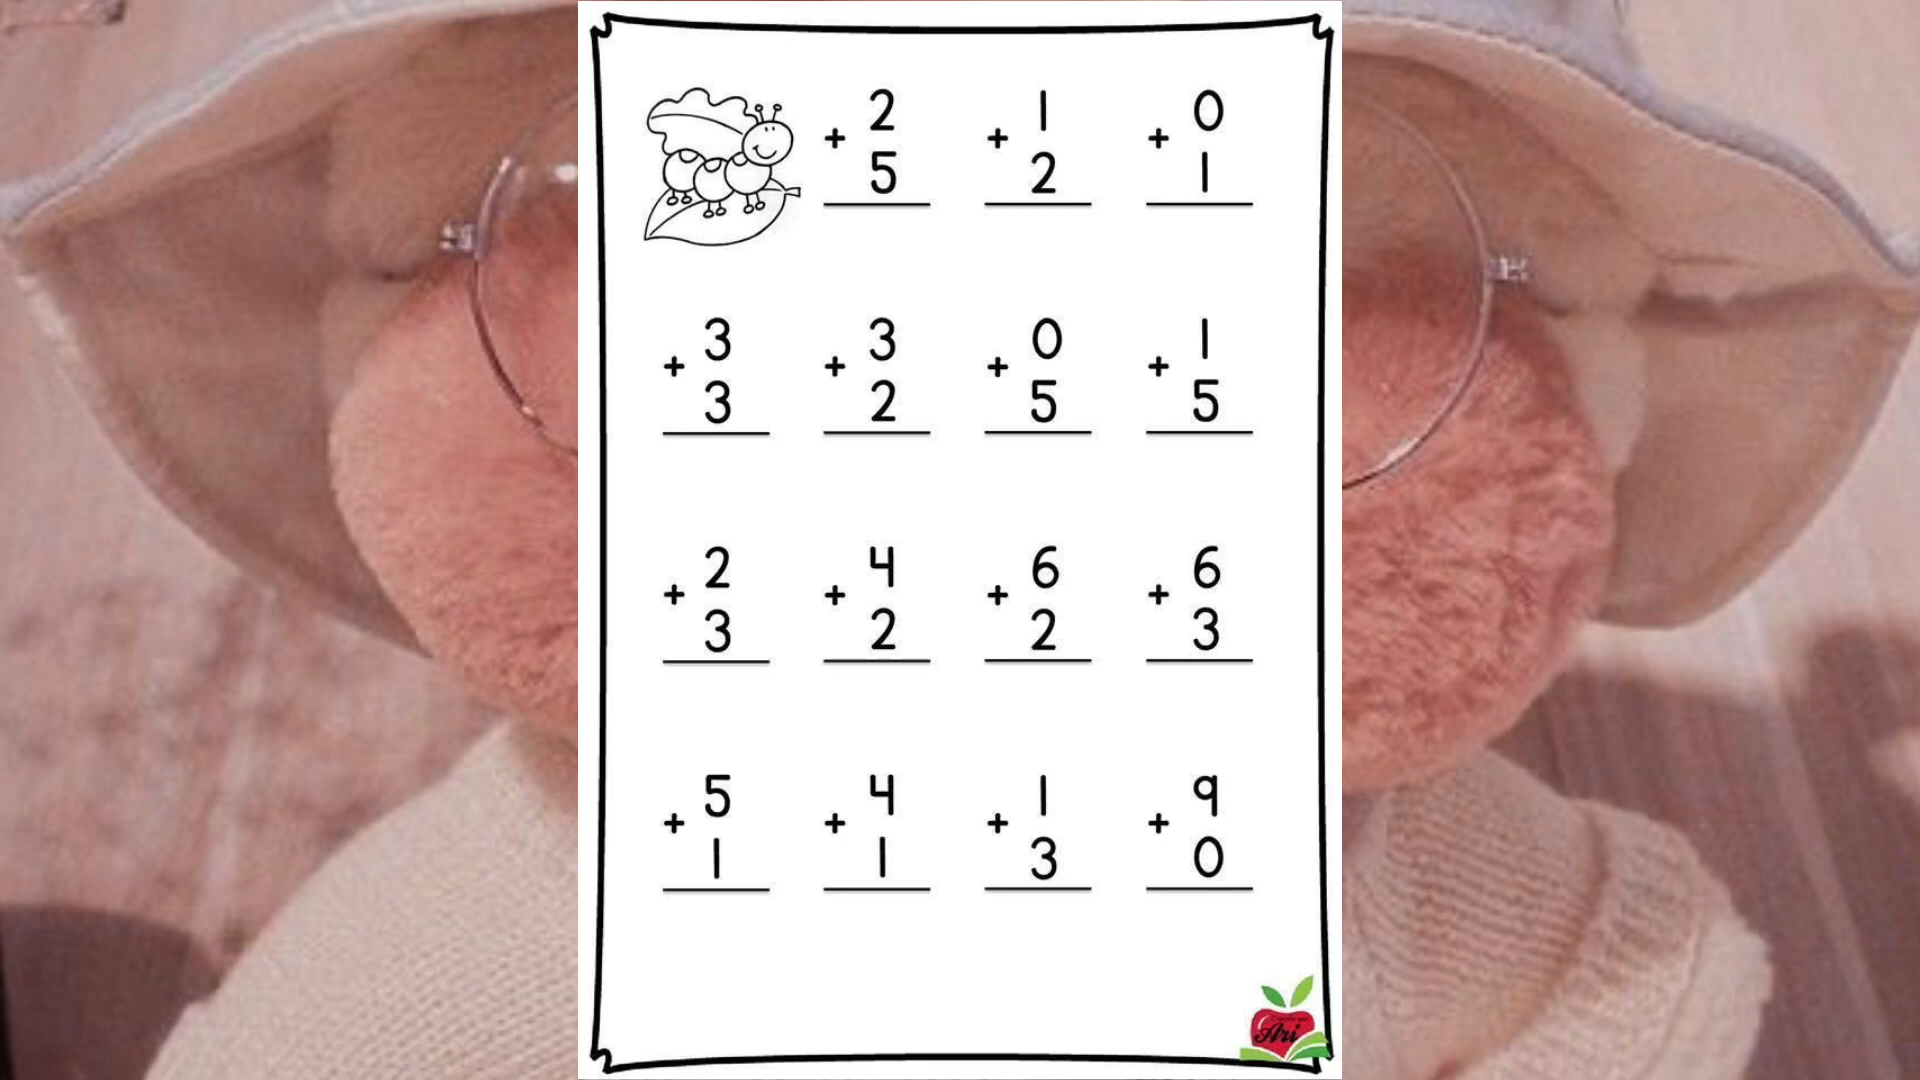 2 1 0
+ + +
5 2 1
3 3 0 1
+ + + +
3 2 5 5
2 4 6 6
+ + + +
3 2 2 3
5 4 1 9
+ + + +
1 1 3 0
Ari